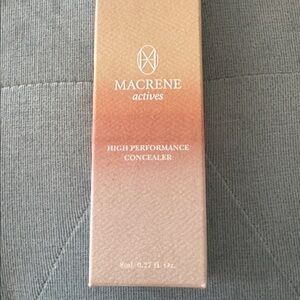 MACRENE
actives
HIGH PERFORMANCE
CONCEALER
8ml 0.27 fl. Oz.